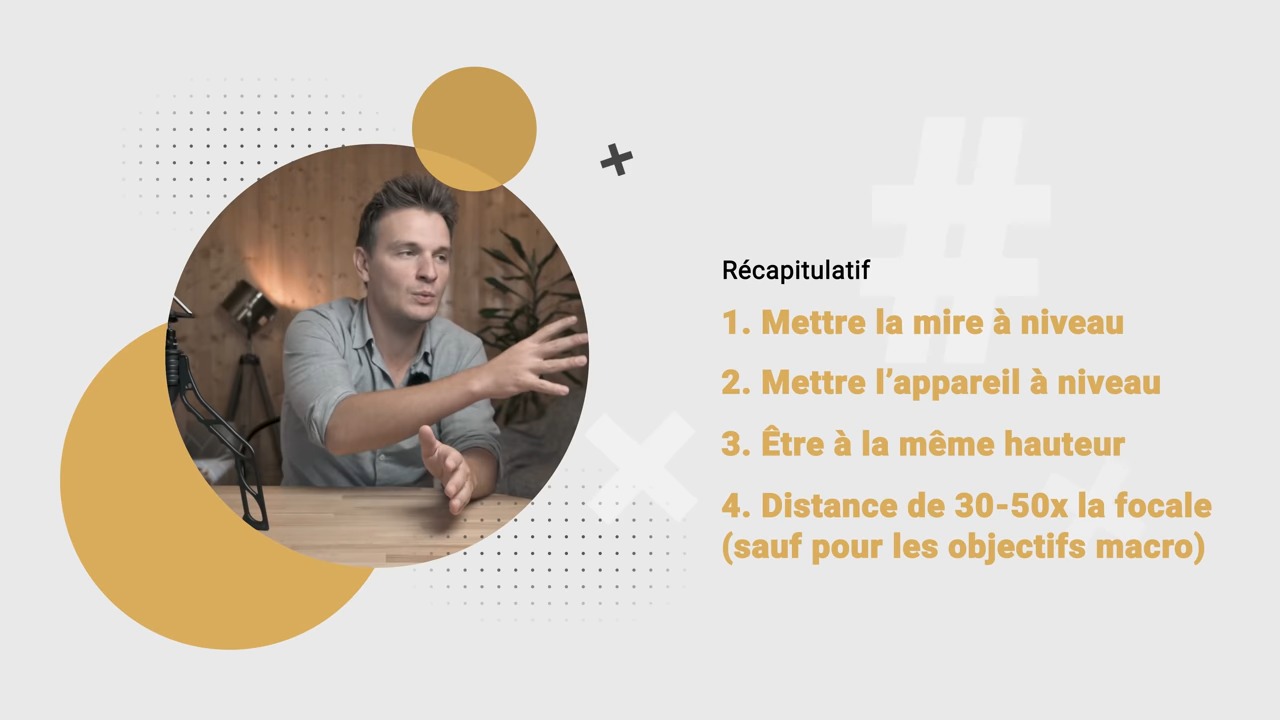 Récapitulatif
1. Mettre la mire à niveau
2. Mettre l’appareil à niveau
3. Être à la même hauteur
4. Distance de 30-50x la focale
(sauf pour les objectifs macro)